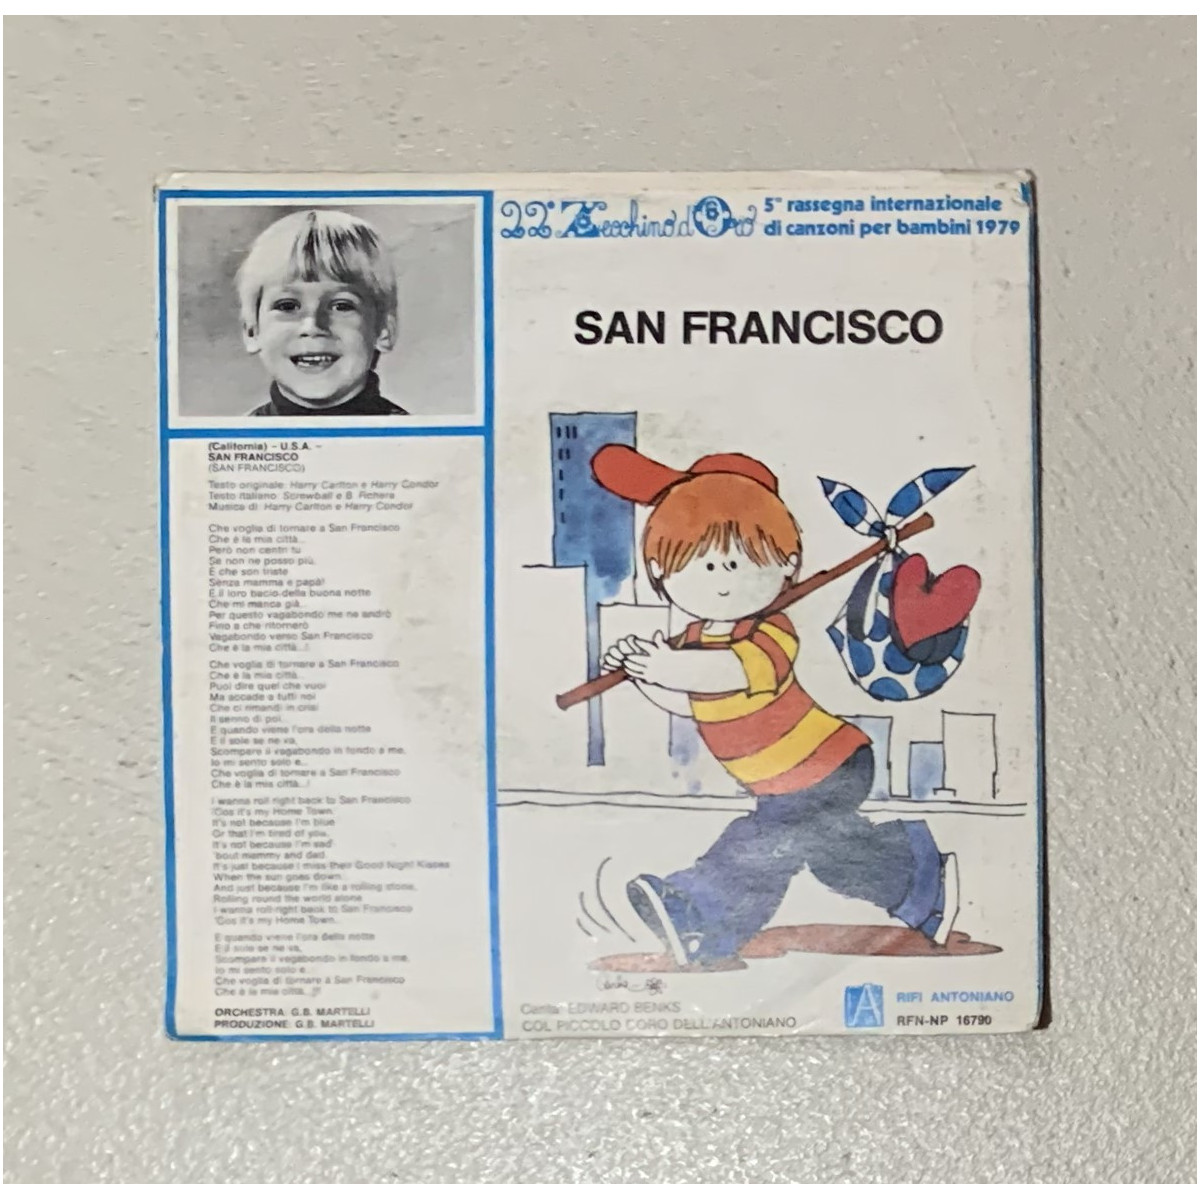 22° Zecchino d'Oro 5ª rassegna internazionale
di canzoni per bambini 1979
SAN FRANCISCO
(California) - U.S.A. -
SAN FRANCISCO
(SAN FRANCISCO)
Testo originale: Harry Carlton e Harry Condor
Testo italiano: Screwball e B. Fichera
Musica di: Harry Carlton e Harry Condor
Che voglia di tornare a San Francisco
Che è la mia città...
Però non centri tu
Se non ne posso più,
E che son triste
Senza mamma e papà!
E il loro bacio della buona notte
Che mi manca già...
Per questo vagabondo me ne andrò
Fino a che ritornerò
Vagabondo verso San Francisco
Che è la mia città...!
Che voglia di tornare a San Francisco
Che è la mia città...
Puoi dire quel che vuoi
Ma accade a tutti noi
Che ci rimandi in crisi
Il senno di poi...
E quando viene l'ora della notte
E il sole se ne va,
Scompare il vagabondo in fondo a me,
Io mi sento solo e...
Che voglia di tornare a San Francisco
Che è la mia città...!
I wanna roll right back to San Francisco
'Cos it's my Home Town.
It's not because I'm blue
Or that I'm tired of you,
It's not because I'm sad
'bout mommy and dad.
It's just because I miss their Good Night Kisses
When the sun goes down.
And just because I'm like a rolling stone,
Rolling round the world alone
I wanna roll right back to San Francisco
'Cos it's my Home Town...
E quando viene l'ora della notte
E il sole se ne va,
Scompare il vagabondo in fondo a me,
Io mi sento solo e...
Che voglia di tornare a San Francisco
Che è la mia città...!!
ORCHESTRA: G.B. MARTELLI
PRODUZIONE: G.B. MARTELLI
Canta: EDWARD BENKS
COL PICCOLO CORO DELL'ANTONIANO
A
RIFI ANTONIANO
RFN-NP 16790